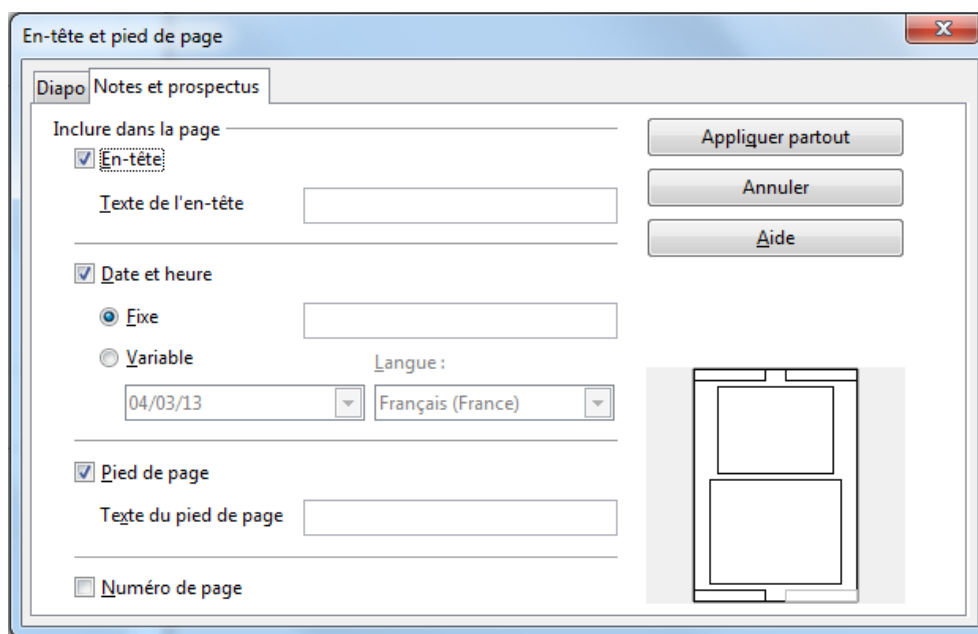 En-tête et pied de page
Diapo Notes et prospectus
Inclure dans la page
En-tête
Texte de l'en-tête
Date et heure
Fixe
Variable
Langue :
04/03/13
Français (France)
Pied de page
Texte du pied de page
Numéro de page
Appliquer partout
Annuler
Aide